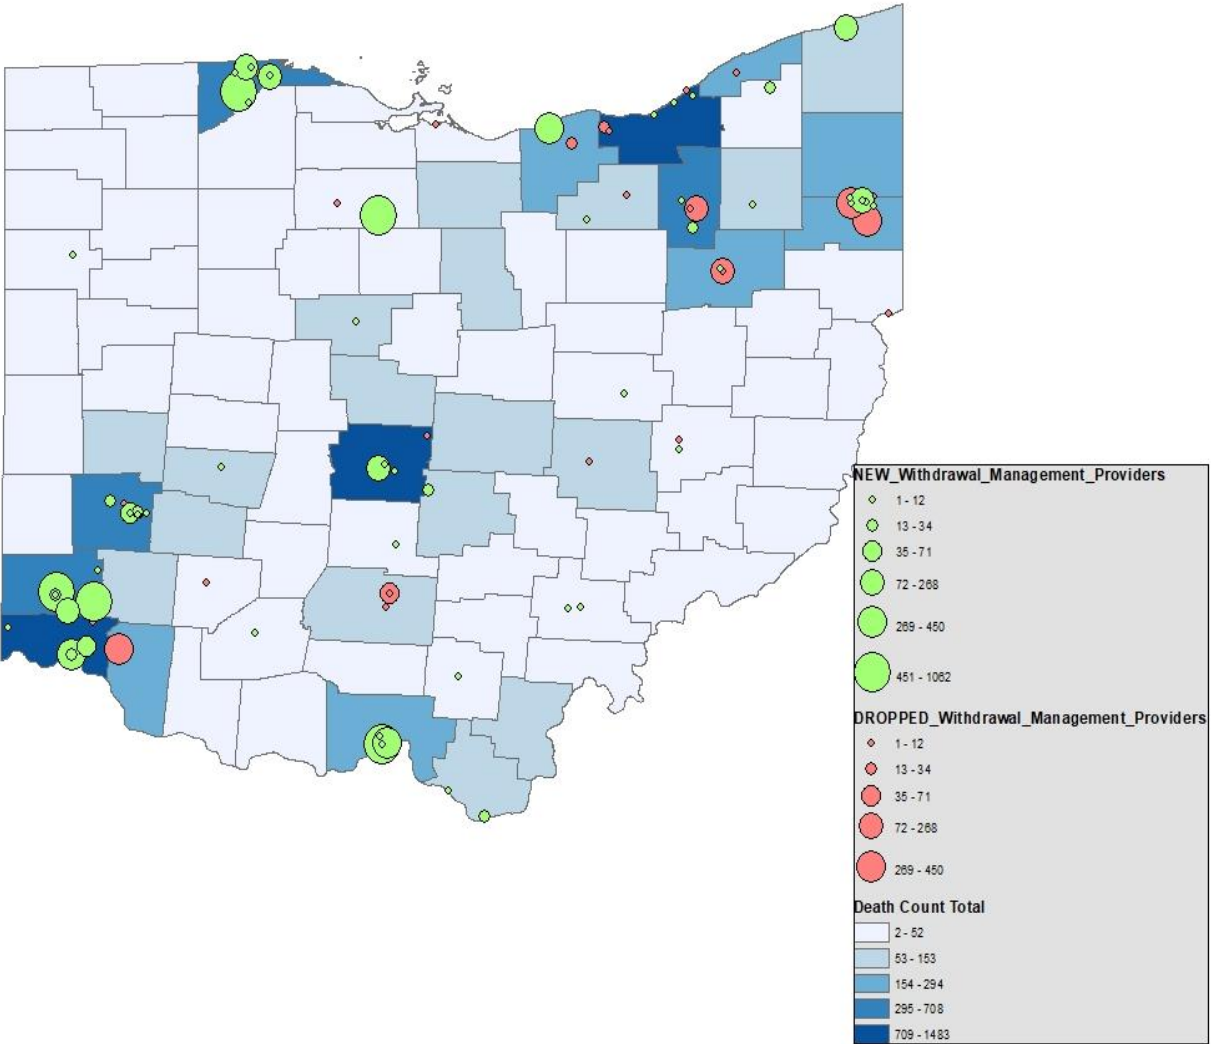 NEW_Withdrawal_Management_Providers
1 - 12
13 - 34
35 - 71
72 - 268
269 - 450
451 - 1062
DROPPED_Withdrawal_Management_Providers
1 - 12
13 - 34
35 - 71
72 - 268
269 - 450
Death Count Total
2 - 52
53 - 153
154 - 294
295 - 708
709 - 1483